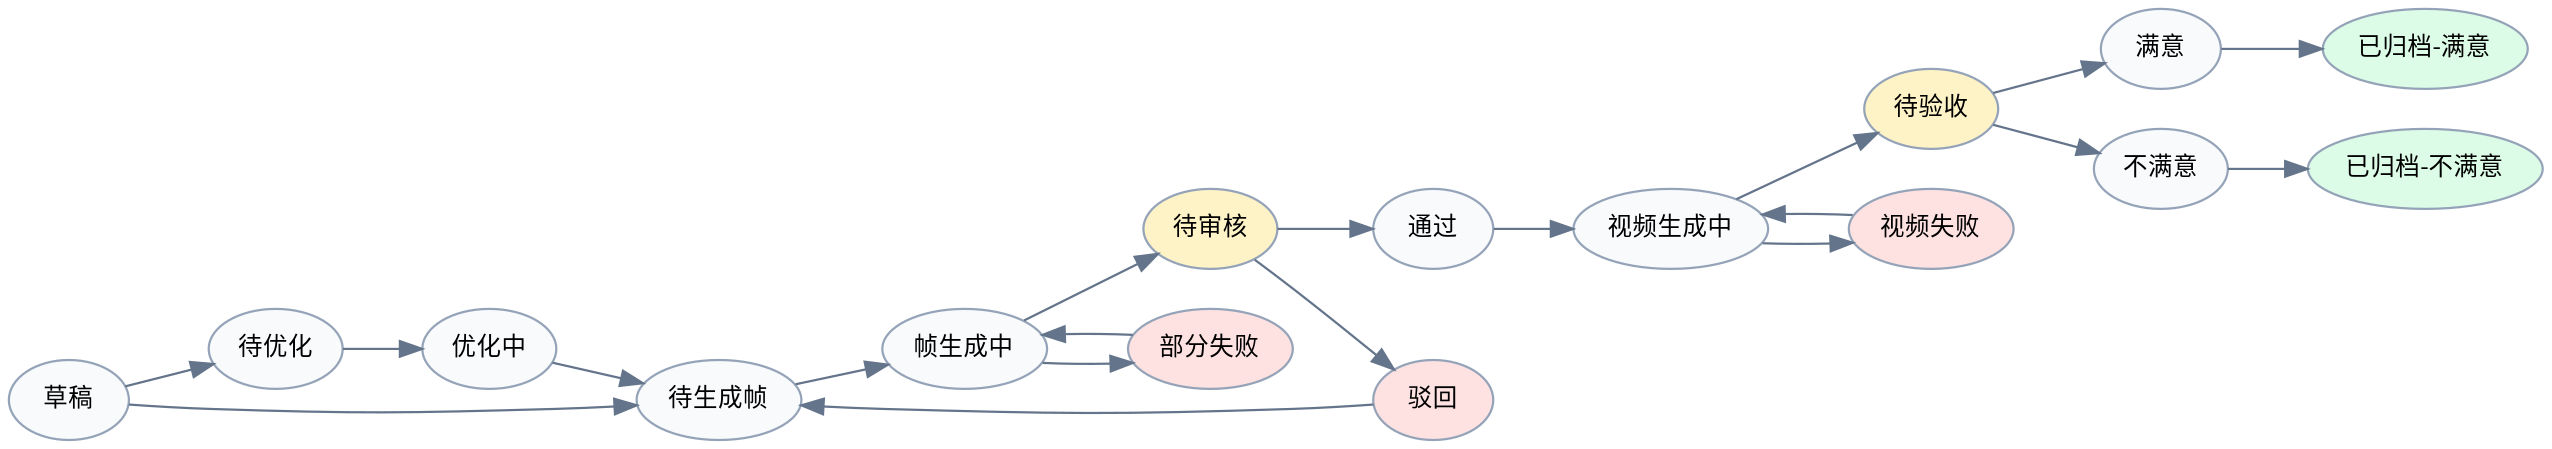 草稿
待优化
优化中
待生成帧
帧生成中
部分失败
待审核
通过
驳回
视频生成中
视频失败
待验收
满意
不满意
已归档-满意
已归档-不满意